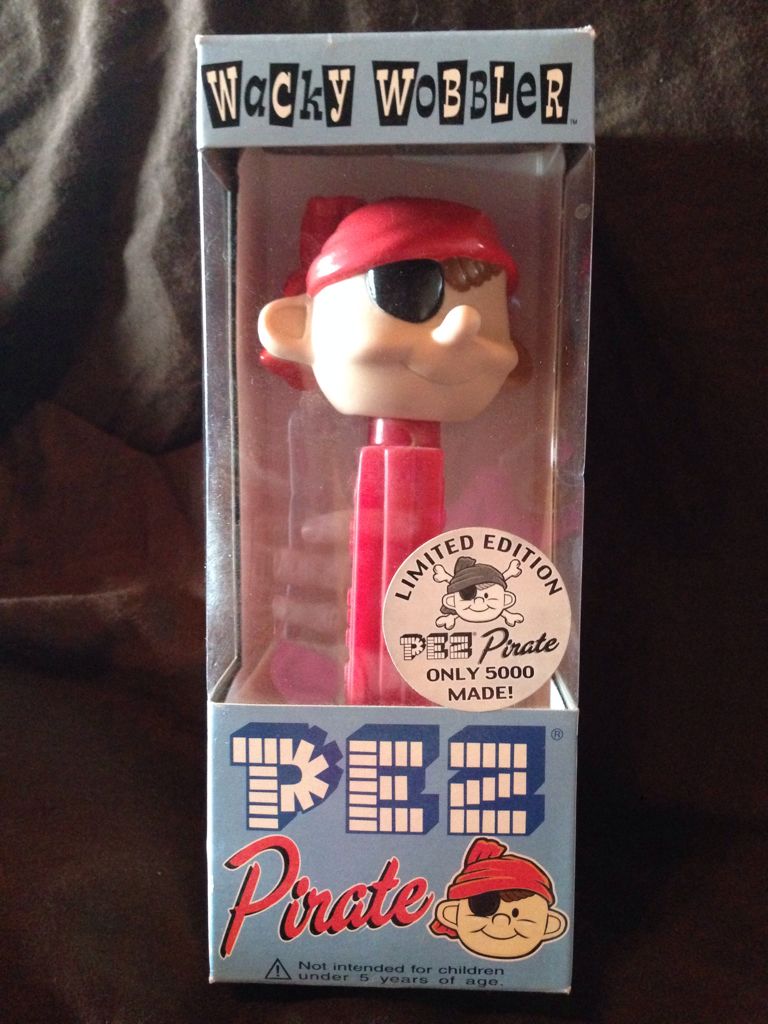 Wacky Wobbler™
LIMITED EDITION
PEZ® Pirate
ONLY 5000
MADE!
PEZ®
Pirate
Not intended for children
under 5 years of age.